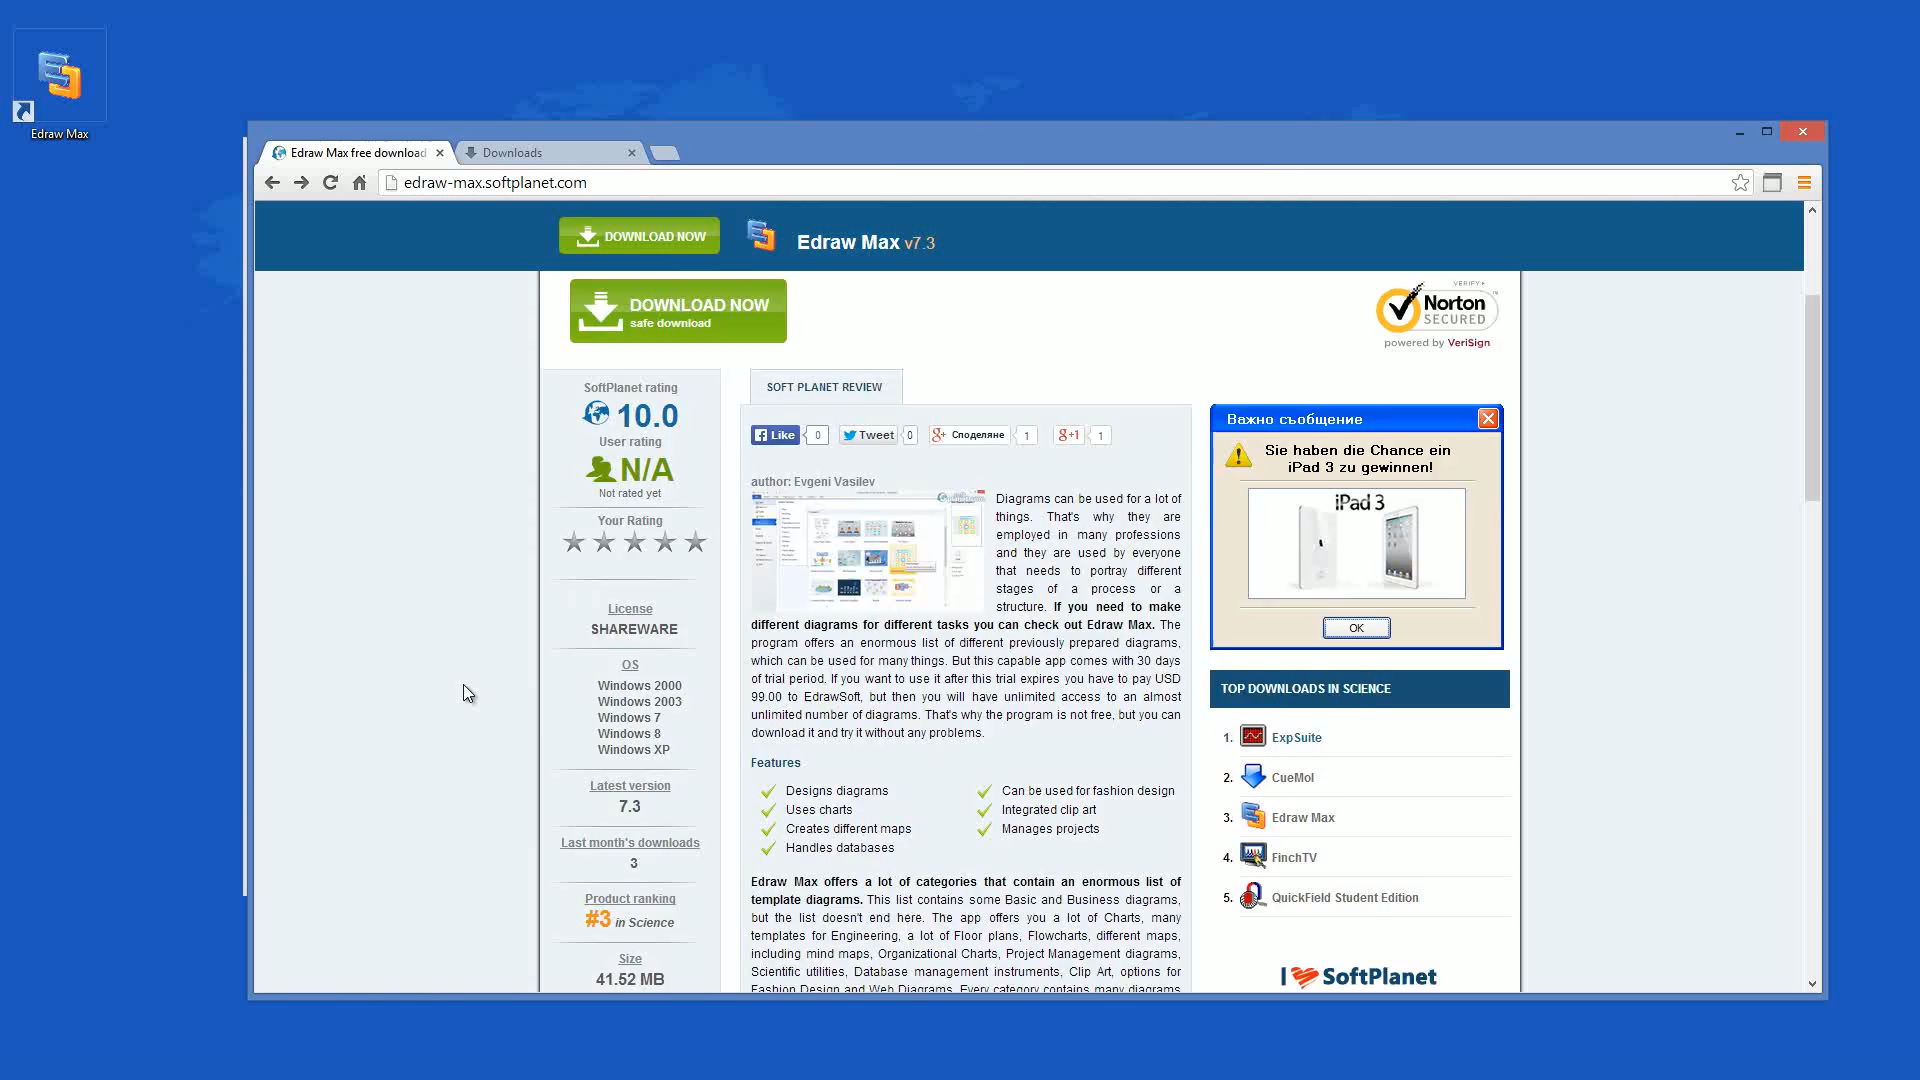 Edraw Max
Edraw Max free download
Downloads
edraw-max.softplanet.com
DOWNLOAD NOW
Edraw Max v7.3
DOWNLOAD NOW
safe download
VERIFY
Norton
SECURED
powered by VeriSign
SoftPlanet rating
10.0
User rating
N/A
Not rated yet
Your Rating
License
SHAREWARE
OS
Windows 2000
Windows 2003
Windows 7
Windows 8
Windows XP
Latest version
7.3
Last month's downloads
3
Product ranking
#3 in Science
Size
41.52 MB
SOFT PLANET REVIEW
Like 0 Tweet 0 Споделяне 1 +1 1
author: Evgeni Vasilev
Diagrams can be used for a lot of
things. That's why they are
employed in many professions
and they are used by everyone
that needs to portray different
stages of a process or a
structure. If you need to make
different diagrams for different tasks you can check out Edraw Max. The
program offers an enormous list of different previously prepared diagrams,
which can be used for many things. But this capable app comes with 30 days
of trial period. If you want to use it after this trial expires you have to pay USD
99.00 to EdrawSoft, but then you will have unlimited access to an almost
unlimited number of diagrams. That's why the program is not free, but you can
download it and try it without any problems.
Features
Designs diagrams
Uses charts
Creates different maps
Handles databases
Can be used for fashion design
Integrated clip art
Manages projects
Edraw Max offers a lot of categories that contain an enormous list of
template diagrams. This list contains some Basic and Business diagrams,
but the list doesn't end here. The app offers you a lot of Charts, many
templates for Engineering, a lot of Floor plans, Flowcharts, different maps,
including mind maps, Organizational Charts, Project Management diagrams,
Scientific utilities, Database management instruments, Clip Art, options for
Fashion Design and Web Diagrams. Every category contains many diagrams
Важно съобщение
Sie haben die Chance ein
iPad 3 zu gewinnen!
iPad 3
OK
TOP DOWNLOADS IN SCIENCE
1. ExpSuite
2. CueMol
3. Edraw Max
4. FinchTV
5. QuickField Student Edition
I SoftPlanet